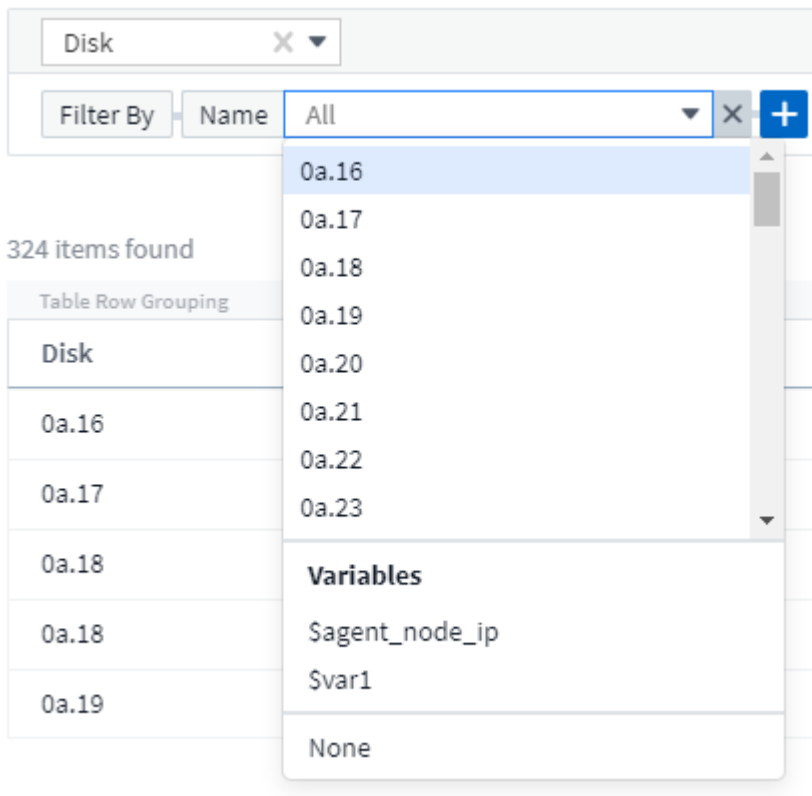 Disk
Filter By Name All
0a.16
0a.17
0a.18
0a.19
0a.20
0a.21
0a.22
0a.23
Variables
$agent_node_ip
$var1
None
324 items found
Table Row Grouping
Disk
0a.16
0a.17
0a.18
0a.18
0a.19